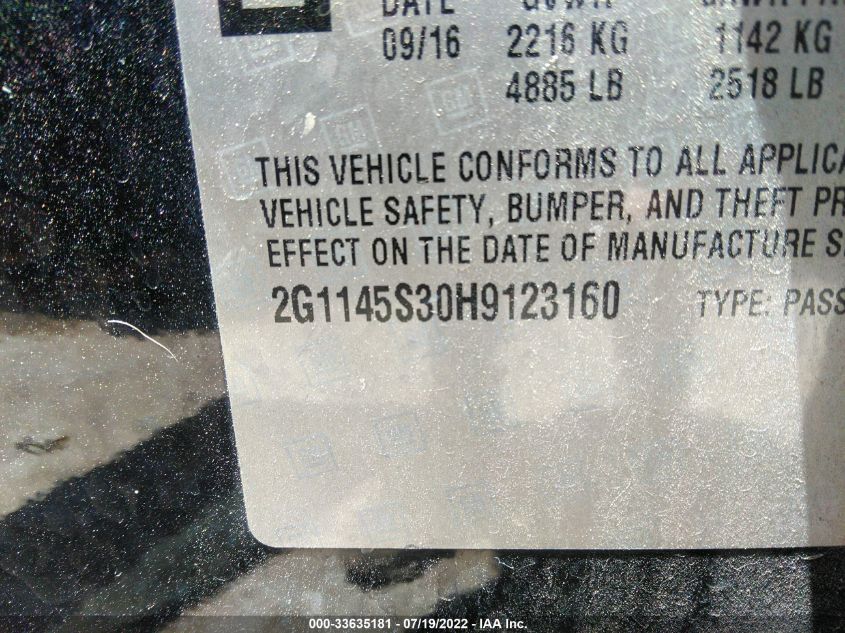 DATE GVWR
09/16 2216 KG 1142 KG
4885 LB 2518 LB
THIS VEHICLE CONFORMS TO ALL APPLICA
VEHICLE SAFETY, BUMPER, AND THEFT PR
EFFECT ON THE DATE OF MANUFACTURE S
2G1145S30H9123160 TYPE: PASS
GM
000-33635181 - 07/19/2022 - IAA Inc.